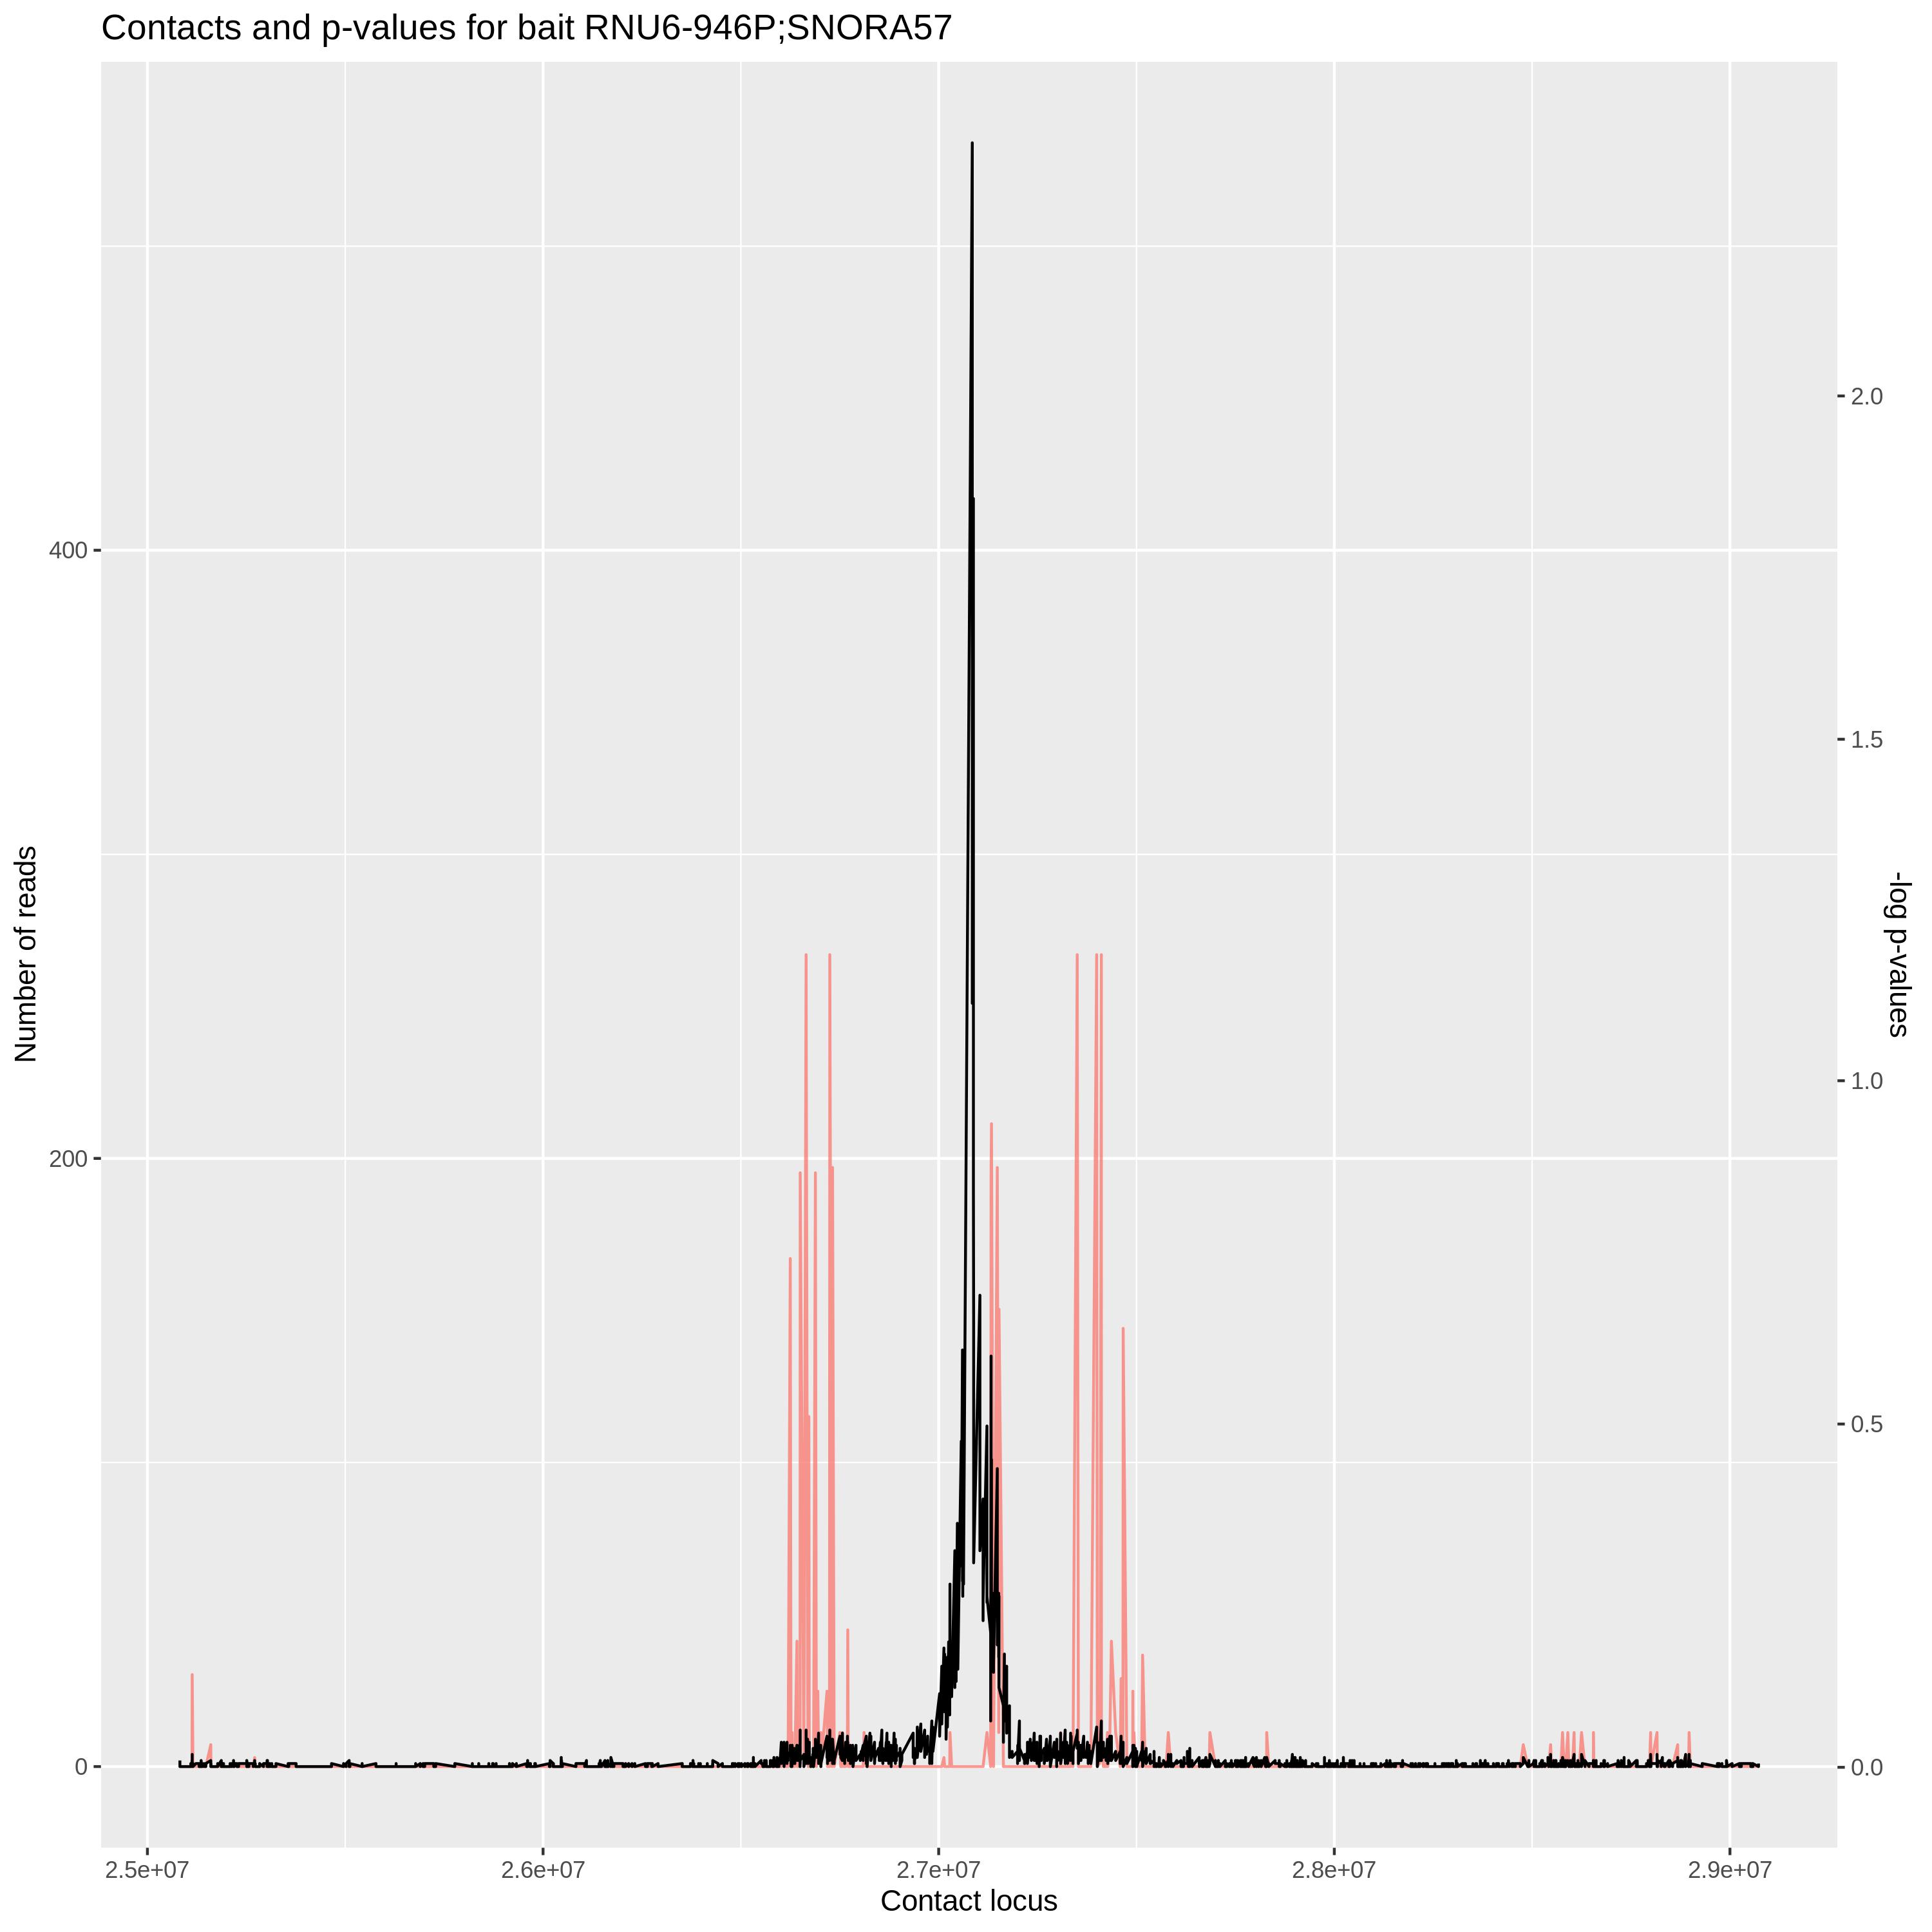 Contacts and p-values for bait RNU6-946P;SNORA57
Number of reads
400
200
0
2.0
1.5
1.0
0.5
0.0
-log p-values
2.5e+07 2.6e+07 2.7e+07 2.8e+07 2.9e+07
Contact locus